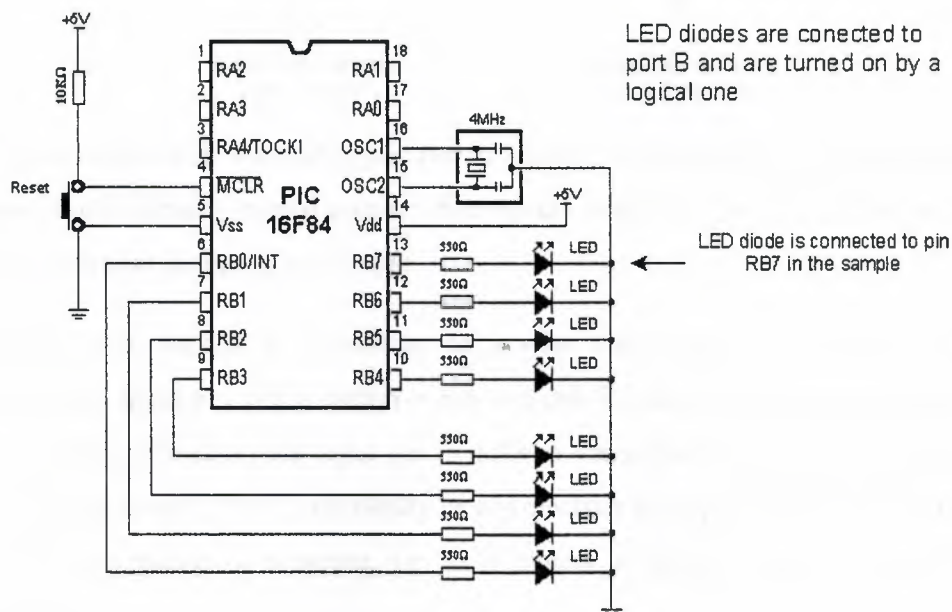 +5V
LED diodes are conected to
port B and are turned on by a
logical one
10KΩ
1
RA2
RA1
18
2
RA3
RA0
17
3
RA4/TOCKI
OSC1
16
4MHz
4
MCLR
PIC
OSC2
15
Reset
5
Vss
16F84
Vdd
14
+5V
6
RB0/INT
RB7
13
330Ω
LED
LED diode is connected to pin
RB7 in the sample
7
RB1
RB6
12
330Ω
LED
8
RB2
RB5
11
330Ω
LED
9
RB3
RB4
10
330Ω
LED
330Ω
LED
330Ω
LED
330Ω
LED
330Ω
LED